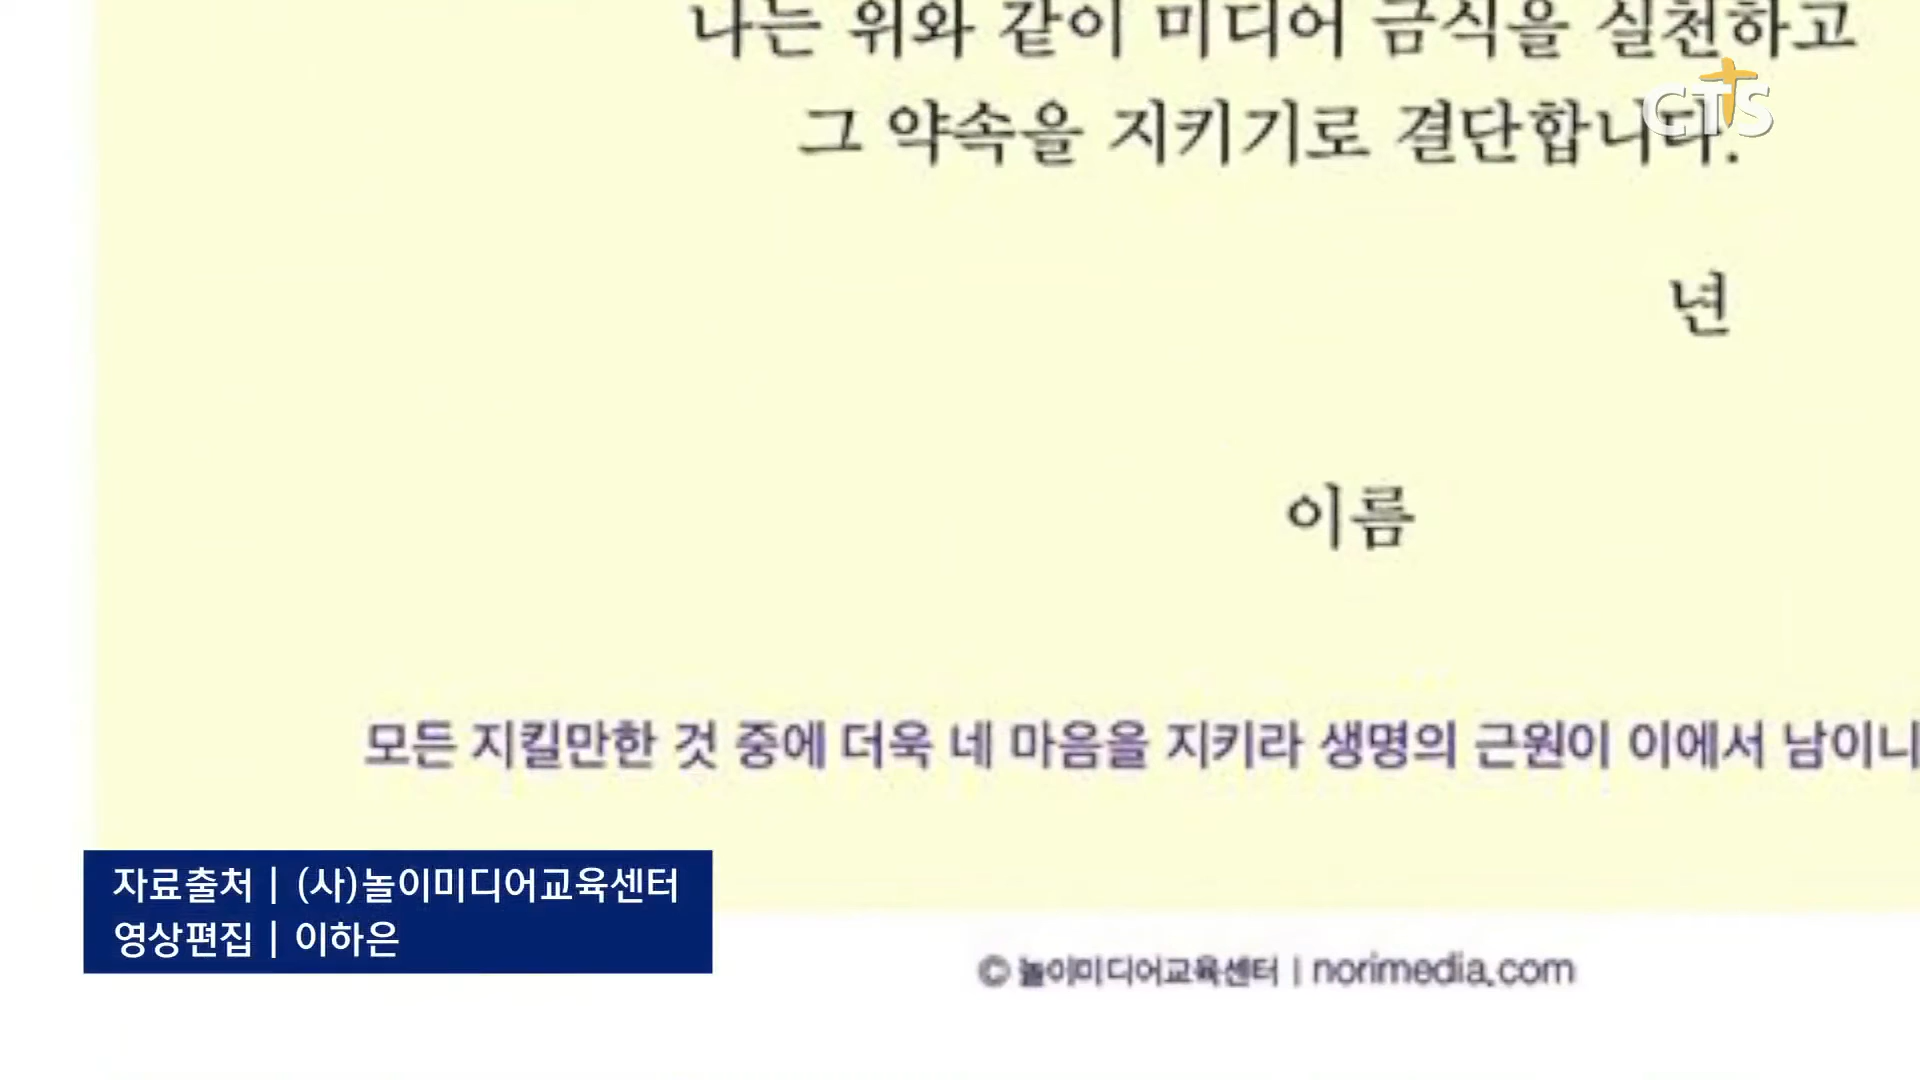 나는 위와 같이 미디어 금식을 실천하고
그 약속을 지키기로 결단합니다.
CTS
년
이름
모든 지킬만한 것 중에 더욱 네 마음을 지키라 생명의 근원이 이에서 남이니
자료출처 | (사)놀이미디어교육센터
영상편집 | 이하은
© 놀이미디어교육센터 | norimedia.com